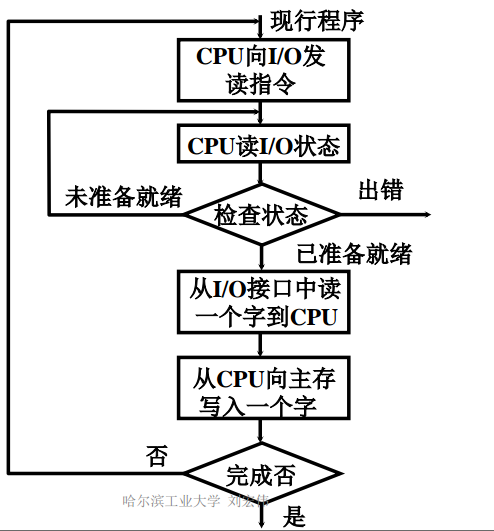 现行程序
CPU向I/O发
读指令
CPU读I/O状态
未准备就绪
检查状态
出错
已准备就绪
从I/O接口中读
一个字到CPU
从CPU向主存
写入一个字
否
完成否
哈尔滨工业大学 刘宏伟
是